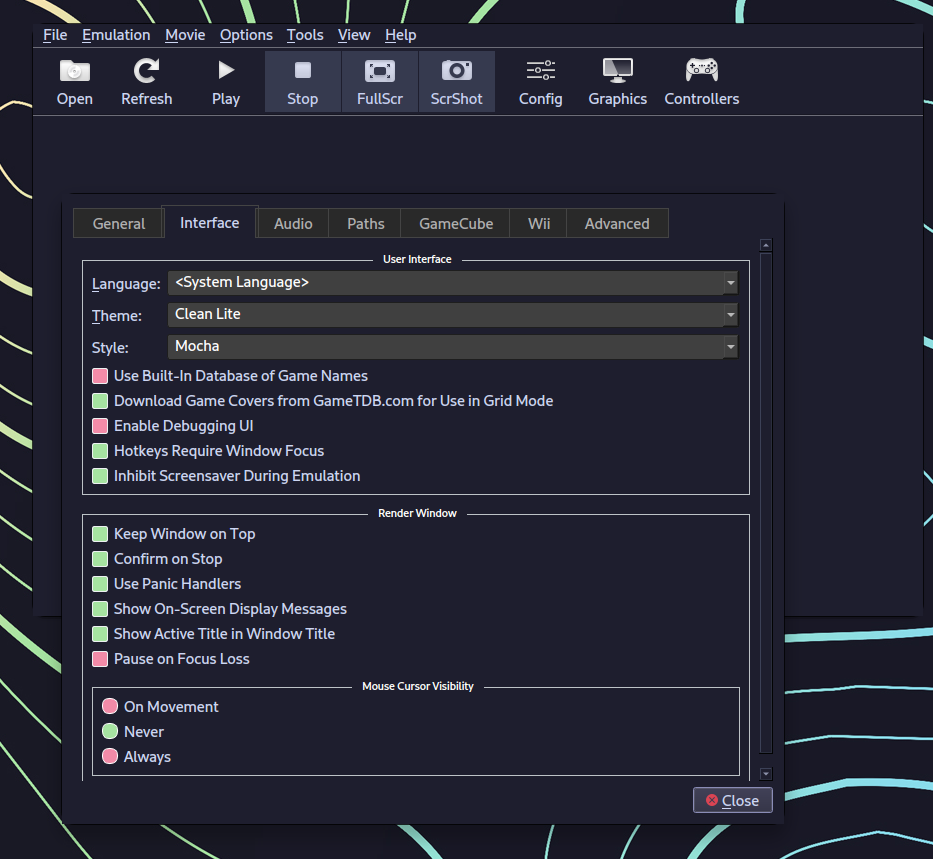 File Emulation Movie Options Tools View Help
Open Refresh Play Stop FullScr ScrShot Config Graphics Controllers
General Interface Audio Paths GameCube Wii Advanced
User Interface
Language: <System Language>
Theme: Clean Lite
Style: Mocha
Use Built-In Database of Game Names
Download Game Covers from GameTDB.com for Use in Grid Mode
Enable Debugging UI
Hotkeys Require Window Focus
Inhibit Screensaver During Emulation
Render Window
Keep Window on Top
Confirm on Stop
Use Panic Handlers
Show On-Screen Display Messages
Show Active Title in Window Title
Pause on Focus Loss
Mouse Cursor Visibility
On Movement
Never
Always
Close